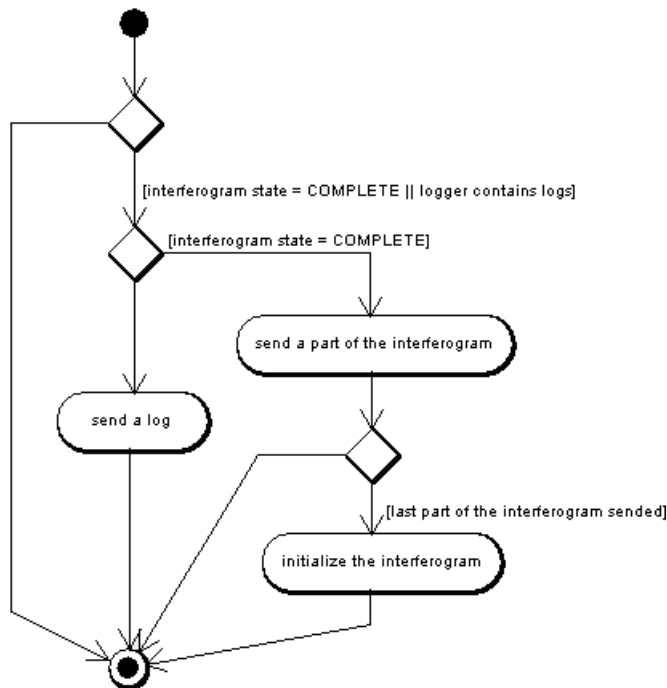 [interferogram state = COMPLETE || logger contains logs]
[interferogram state = COMPLETE]
send a part of the interferogram
send a log
[last part of the interferogram sended]
initialize the interferogram